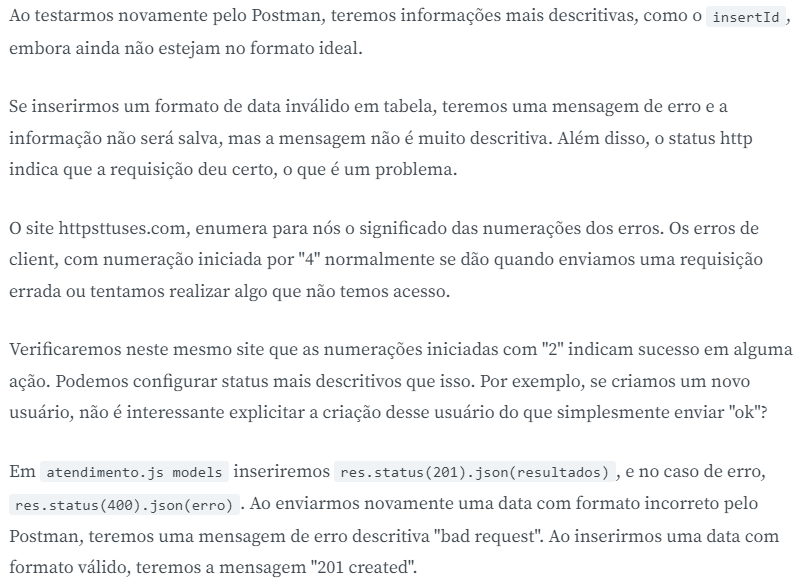 Ao testarmos novamente pelo Postman, teremos informações mais descritivas, como o insertId,
embora ainda não estejam no formato ideal.
Se inserirmos um formato de data inválido em tabela, teremos uma mensagem de erro e a
informação não será salva, mas a mensagem não é muito descritiva. Além disso, o status http
indica que a requisição deu certo, o que é um problema.
O site httpsttuses.com, enumera para nós o significado das numerações dos erros. Os erros de
client, com numeração iniciada por "4" normalmente se dão quando enviamos uma requisição
errada ou tentamos realizar algo que não temos acesso.
Verificaremos neste mesmo site que as numerações iniciadas com "2" indicam sucesso em alguma
ação. Podemos configurar status mais descritivos que isso. Por exemplo, se criamos um novo
usuário, não é interessante explicitar a criação desse usuário do que simplesmente enviar "ok"?
Em atendimento.js models inseriremos res.status(201).json(resultados), e no caso de erro,
res.status(400).json(erro). Ao enviarmos novamente uma data com formato incorreto pelo
Postman, teremos uma mensagem de erro descritiva "bad request". Ao inserirmos uma data com
formato válido, teremos a mensagem "201 created".